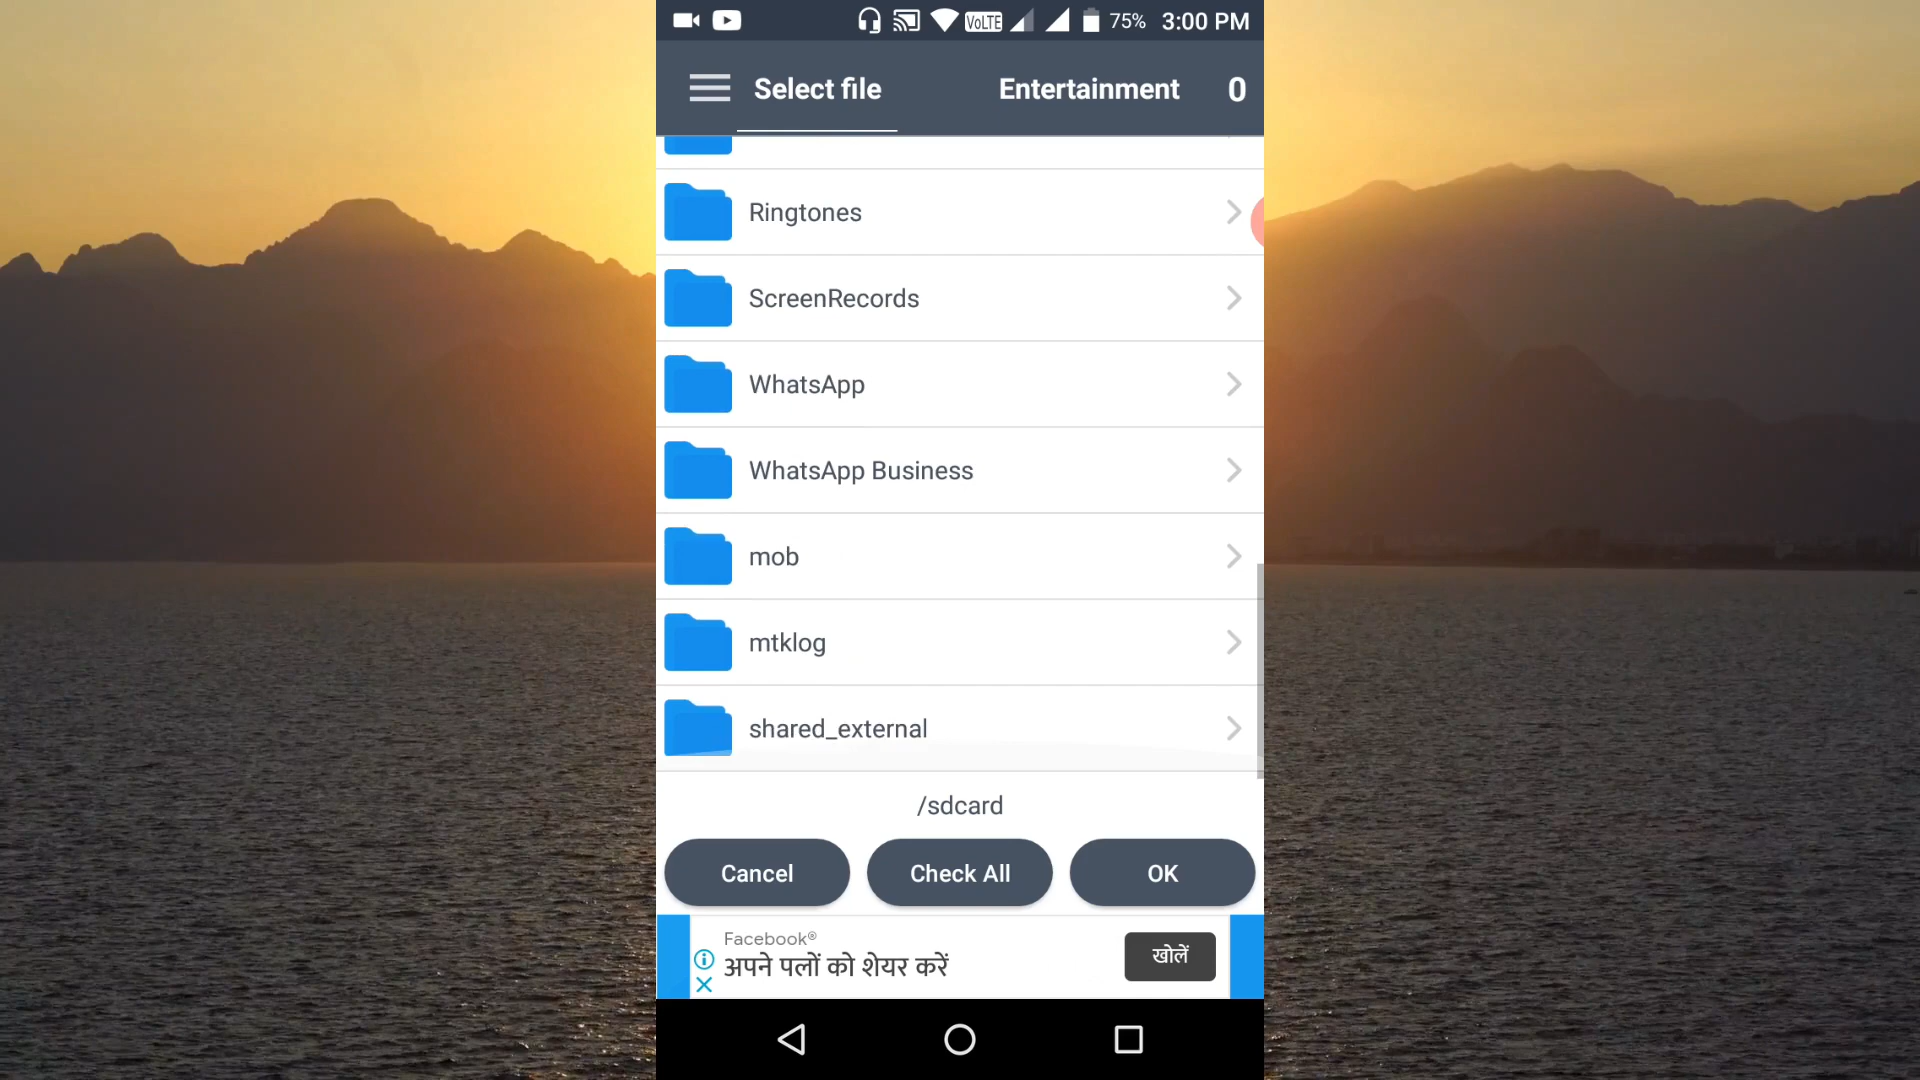 VoLTE 75% 3:00 PM
Select file Entertainment 0
Ringtones
ScreenRecords
WhatsApp
WhatsApp Business
mob
mtklog
shared_external
/sdcard
Cancel Check All OK
Facebook®
अपने पलों को शेयर करें
खोलें